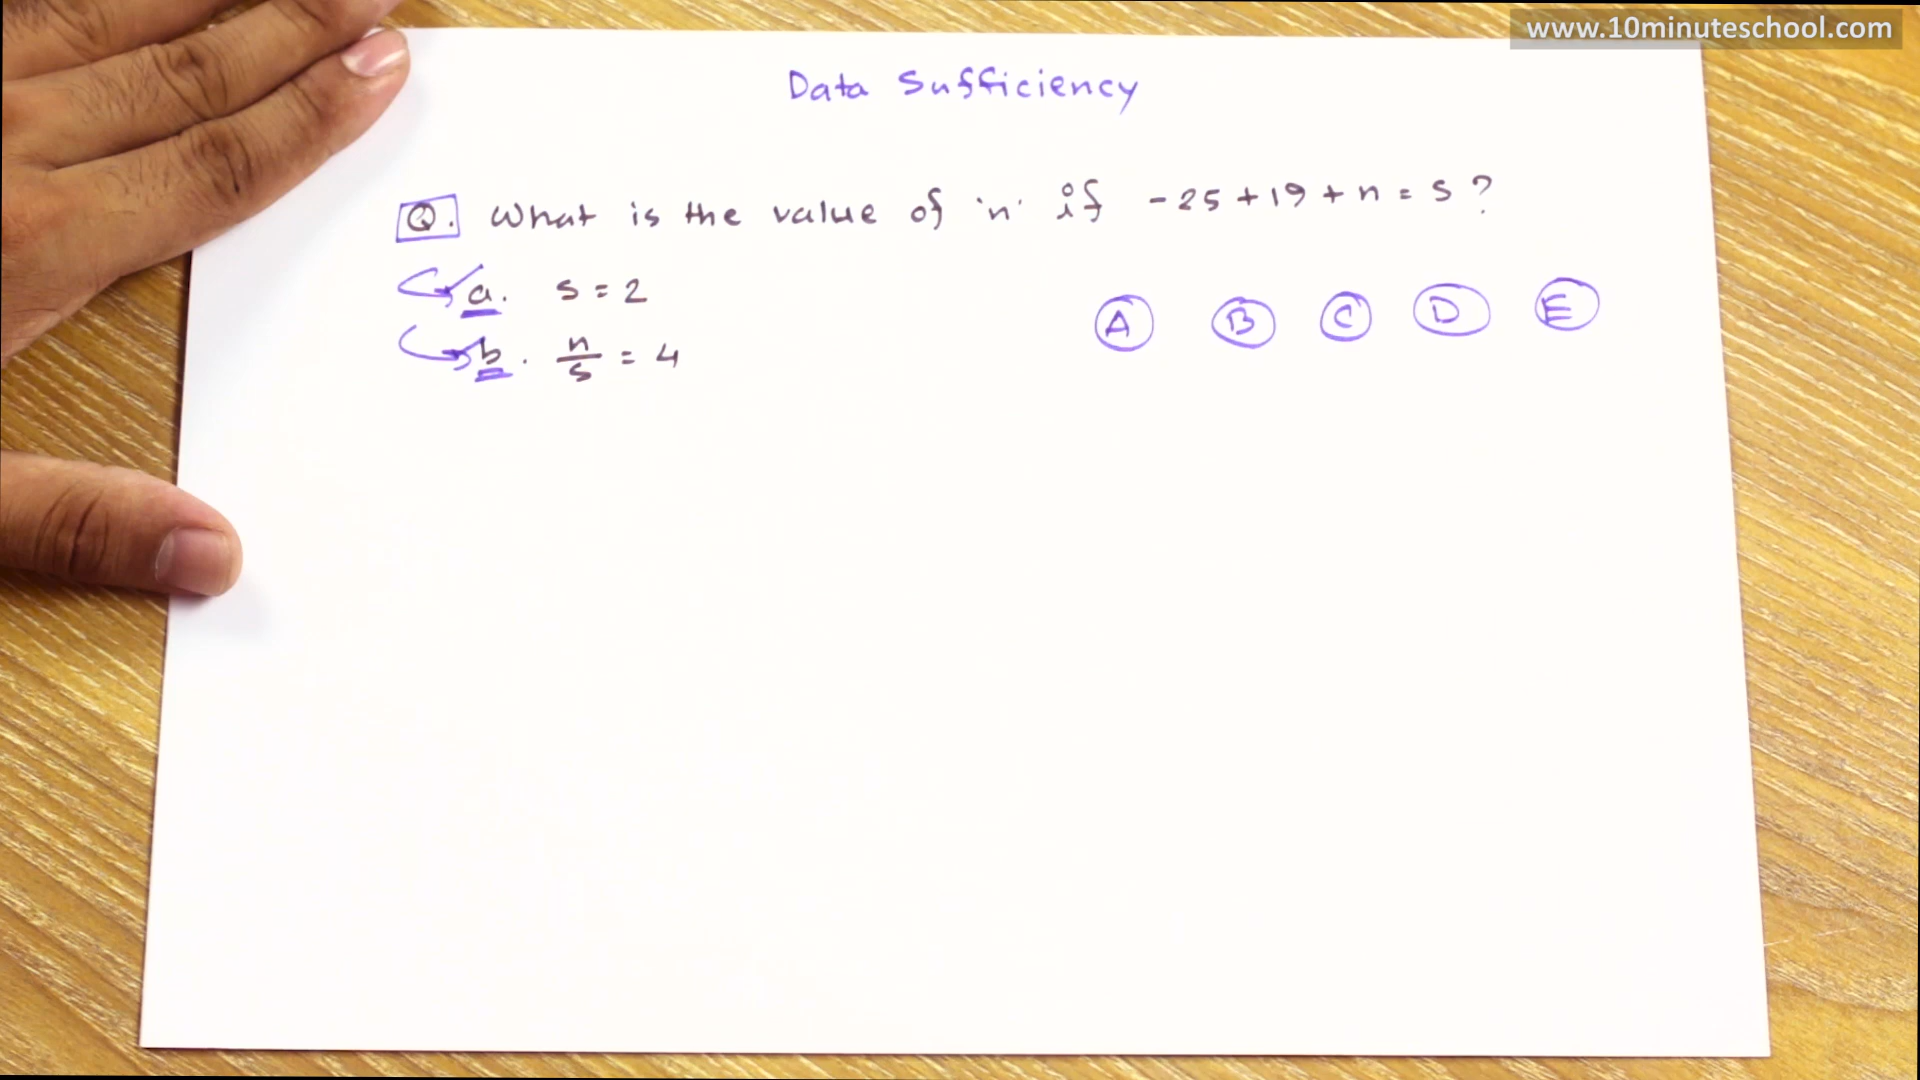 www.10minuteschool.com
Data Sufficiency
Q. What is the value of 'n' if -25+19+n=s?
a. s = 2
A B C D E
b. n/s = 4